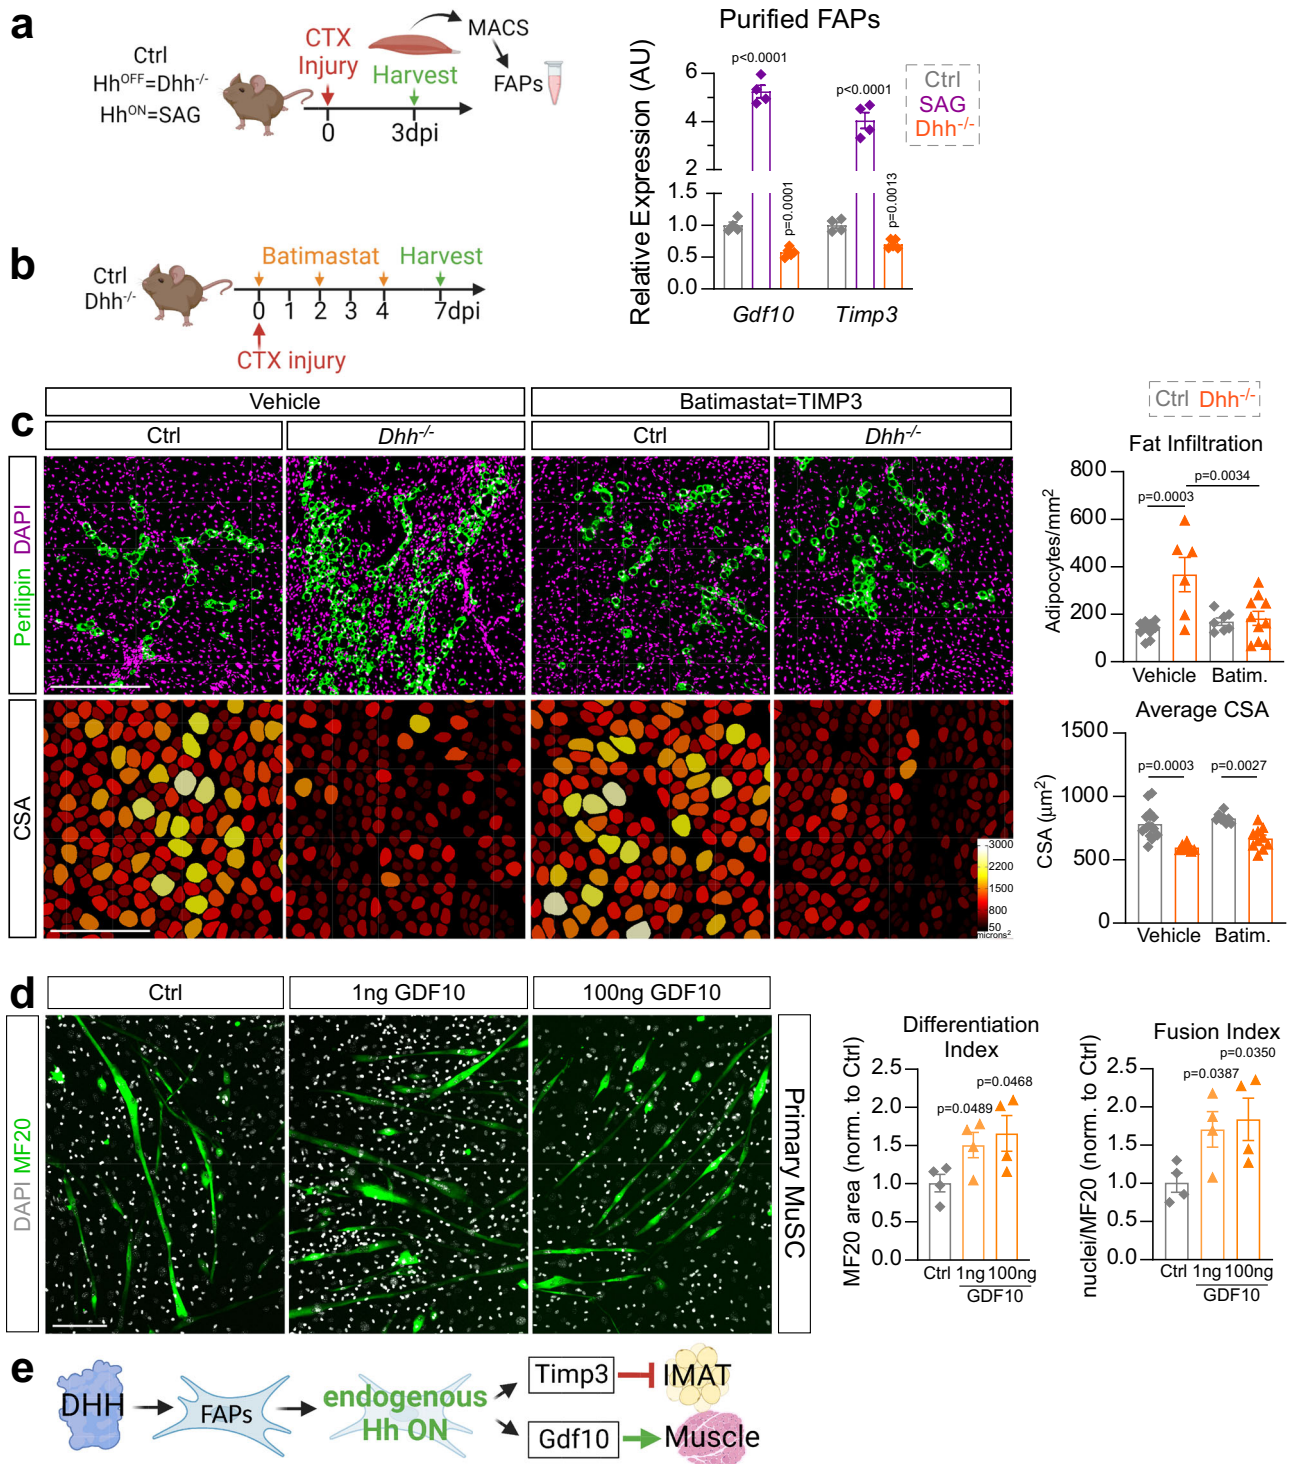 a
Ctrl
Hh^OFF=Dhh^-/-
Hh^ON=SAG
CTX
Injury
Harvest
MACS
FAPs
0
3dpi
Purified FAPs
Relative Expression (AU)
6
4
2
1.5
1.0
0.5
0.0
p<0.0001
p=0.0001
p<0.0001
p=0.0013
Gdf10
Timp3
Ctrl
SAG
Dhh^-/-
b
Ctrl
Dhh^-/-
Batimastat
Harvest
0 1 2 3 4 7dpi
CTX injury
c
Vehicle
Batimastat=TIMP3
Ctrl
Dhh^-/-
Ctrl
Dhh^-/-
Perilipin DAPI
CSA
3000
2200
1500
800
50
microns²
Ctrl Dhh^-/-
Fat Infiltration
Adipocytes/mm²
800
600
400
200
0
p=0.0003
p=0.0034
Vehicle Batim.
Average CSA
CSA (µm²)
1500
1000
500
0
p=0.0003
p=0.0027
Vehicle Batim.
d
Ctrl
1ng GDF10
100ng GDF10
DAPI MF20
Primary MuSC
Differentiation
Index
MF20 area (norm. to Ctrl)
2.5
2.0
1.5
1.0
0.5
0.0
p=0.0489
p=0.0468
Ctrl 1ng 100ng
GDF10
Fusion Index
nuclei/MF20 (norm. to Ctrl)
2.5
2.0
1.5
1.0
0.5
0.0
p=0.0387
p=0.0350
Ctrl 1ng 100ng
GDF10
e
DHH
FAPs
endogenous
Hh ON
Timp3
IMAT
Gdf10
Muscle